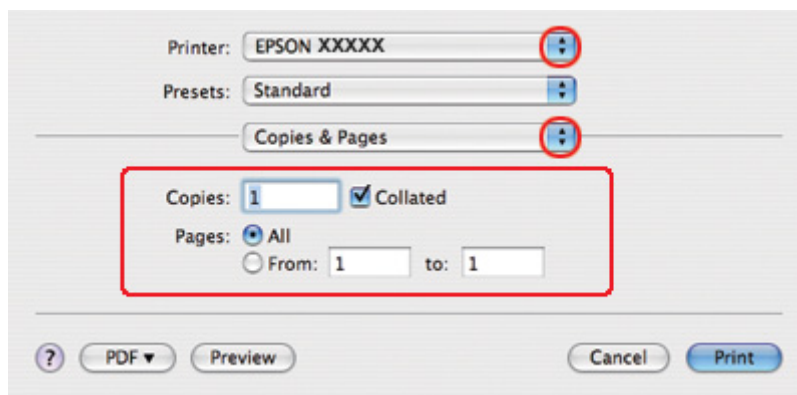 Printer: EPSON XXXXX
Presets: Standard
Copies & Pages
Copies: 1 Collated
Pages: All
From: 1 to: 1
? PDF ▼ Preview Cancel Print